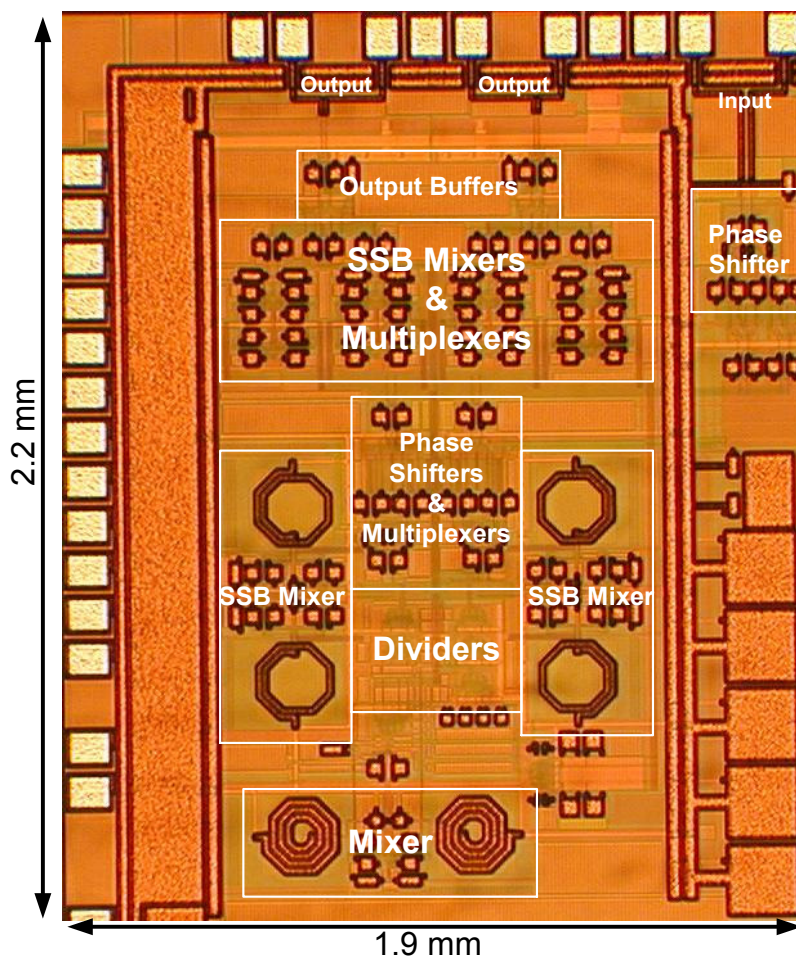 Output
Output
Input
Output Buffers
Phase
Shifter
SSB Mixers
&
Multiplexers
Phase
Shifters
&
Multiplexers
SSB Mixer
SSB Mixer
Dividers
Mixer
2.2 mm
1.9 mm